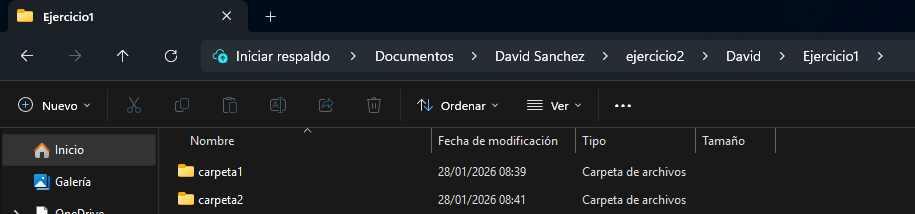 Ejercicio1
Iniciar respaldo > Documentos > David Sanchez > ejercicio2 > David > Ejercicio1 >
Nuevo Ordenar Ver
Nombre Fecha de modificación Tipo Tamaño
Inicio
carpeta1 28/01/2026 08:39 Carpeta de archivos
Galería
carpeta2 28/01/2026 08:41 Carpeta de archivos
OneDrive